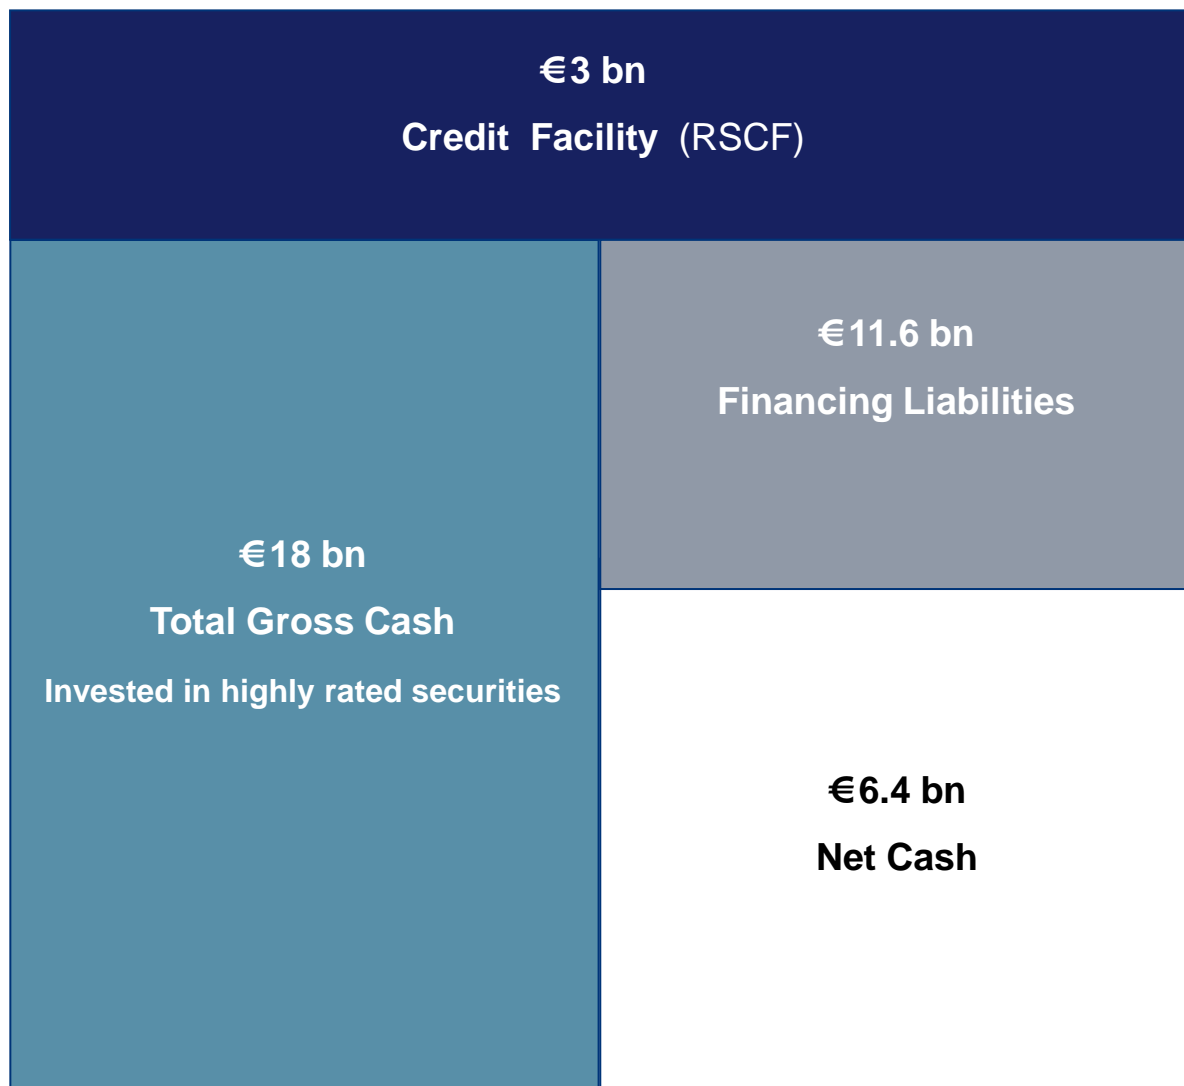 €3 bn
Credit Facility (RSCF)
€18 bn
Total Gross Cash
Invested in highly rated securities
€11.6 bn
Financing Liabilities
€6.4 bn
Net Cash